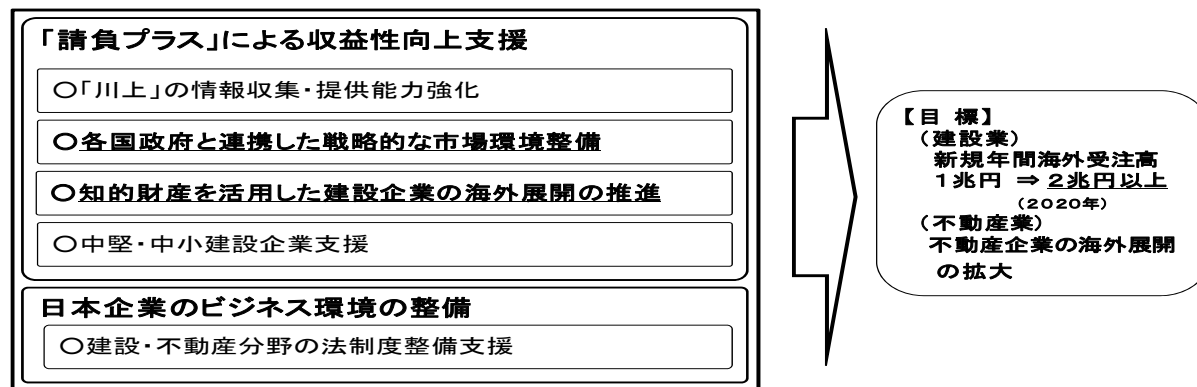 「請負プラス」による収益性向上支援
○「川上」の情報収集・提供能力強化
○各国政府と連携した戦略的な市場環境整備
○知的財産を活用した建設企業の海外展開の推進
○中堅・中小建設企業支援
日本企業のビジネス環境の整備
○建設・不動産分野の法制度整備支援
【目 標】
(建設業)
新規年間海外受注高
1兆円 ⇒ 2兆円以上
(2020年)
(不動産業)
不動産企業の海外展開
の拡大